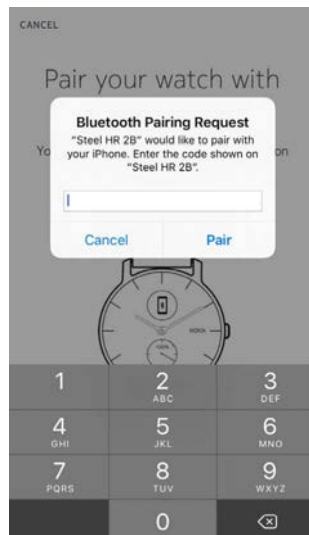 CANCEL
Pair your watch with
Bluetooth Pairing Request
"Steel HR 2B" would like to pair with
your iPhone. Enter the code shown on
"Steel HR 2B".
Yo
on
Cancel Pair
NOKIA
100%
1 2 3
ABC DEF
4 5 6
GHI JKL MNO
7 8 9
PQRS TUV WXYZ
0